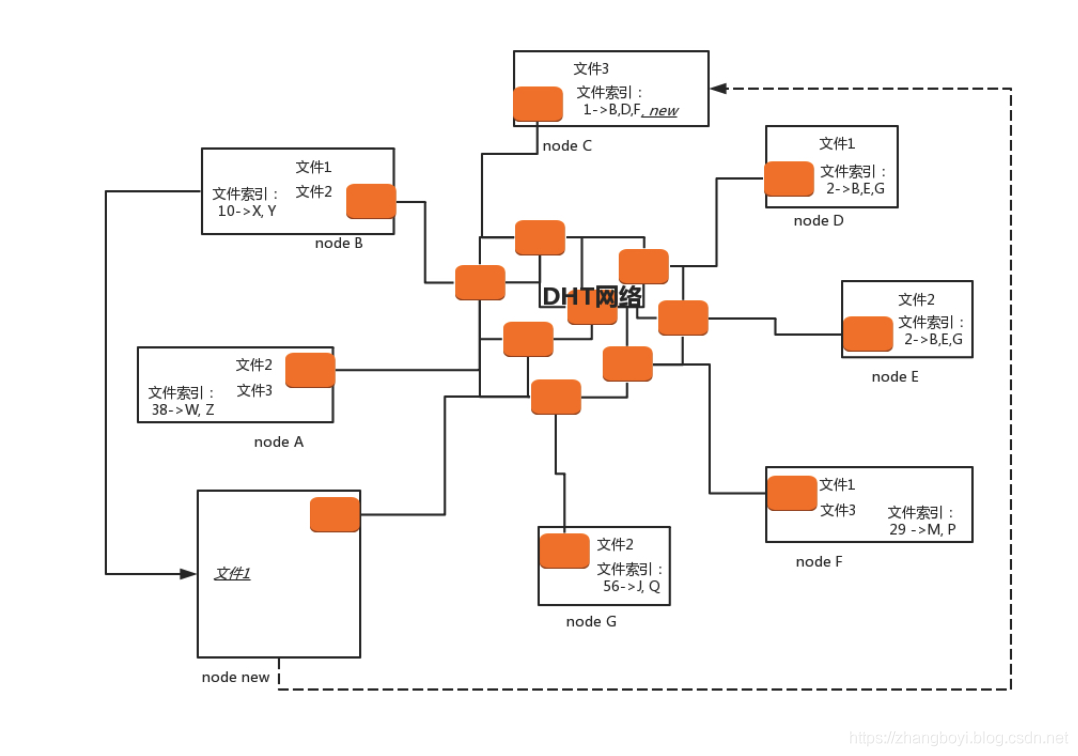 文件3
文件索引：
1->B,D,F, new
node C
文件1
文件索引：
2->B,E,G
node D
文件1
文件2
文件索引：
10->X, Y
node B
DHT网络
文件2
文件索引：
2->B,E,G
node E
文件2
文件3
文件索引：
38->W, Z
node A
文件1
文件3
文件索引：
29 ->M, P
node F
文件1
node new
文件2
文件索引：
56->J, Q
node G
https://zhangboyi.blog.csdn.net